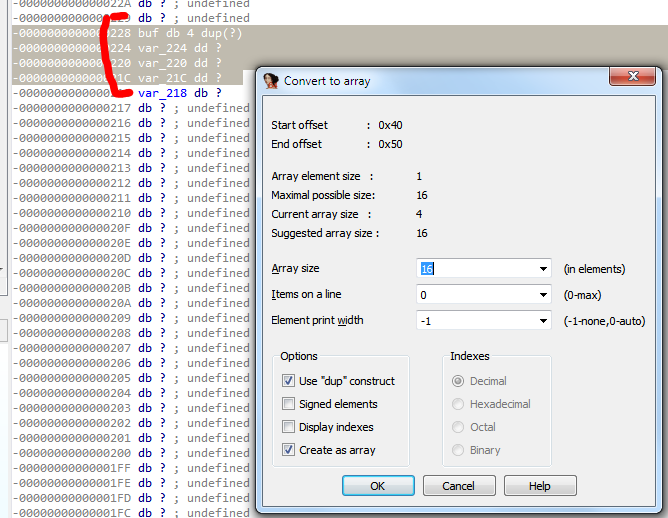 -000000000000022A db ? ; undefined
db ? ; undefined
228 buf db 4 dup(?)
224 var_224 dd ?
220 var_220 dd ?
21C var_21C dd ?
var_218 db ?
-0000000000000217 db ? ; undefined
-0000000000000216 db ? ; undefined
-0000000000000215 db ? ; undefined
-0000000000000214 db ? ; undefined
-0000000000000213 db ? ; undefined
-0000000000000212 db ? ; undefined
-0000000000000211 db ? ; undefined
-0000000000000210 db ? ; undefined
-000000000000020F db ? ; undefined
-000000000000020E db ? ; undefined
-000000000000020D db ? ; undefined
-000000000000020C db ? ; undefined
-000000000000020B db ? ; undefined
-000000000000020A db ? ; undefined
-0000000000000209 db ? ; undefined
-0000000000000208 db ? ; undefined
-0000000000000207 db ? ; undefined
-0000000000000206 db ? ; undefined
-0000000000000205 db ? ; undefined
-0000000000000204 db ? ; undefined
-0000000000000203 db ? ; undefined
-0000000000000202 db ? ; undefined
-0000000000000201 db ? ; undefined
-0000000000000200 db ? ; undefined
-00000000000001FF db ? ; undefined
-00000000000001FE db ? ; undefined
-00000000000001FD db ? ; undefined
-00000000000001FC db ? ; undefined
Convert to array
Start offset : 0x40
End offset : 0x50
Array element size : 1
Maximal possible size: 16
Current array size : 4
Suggested array size : 16
Array size 16 (in elements)
Items on a line 0 (0-max)
Element print width -1 (-1-none,0-auto)
Options
Use "dup" construct
Signed elements
Display indexes
Create as array
Indexes
Decimal
Hexadecimal
Octal
Binary
OK Cancel Help